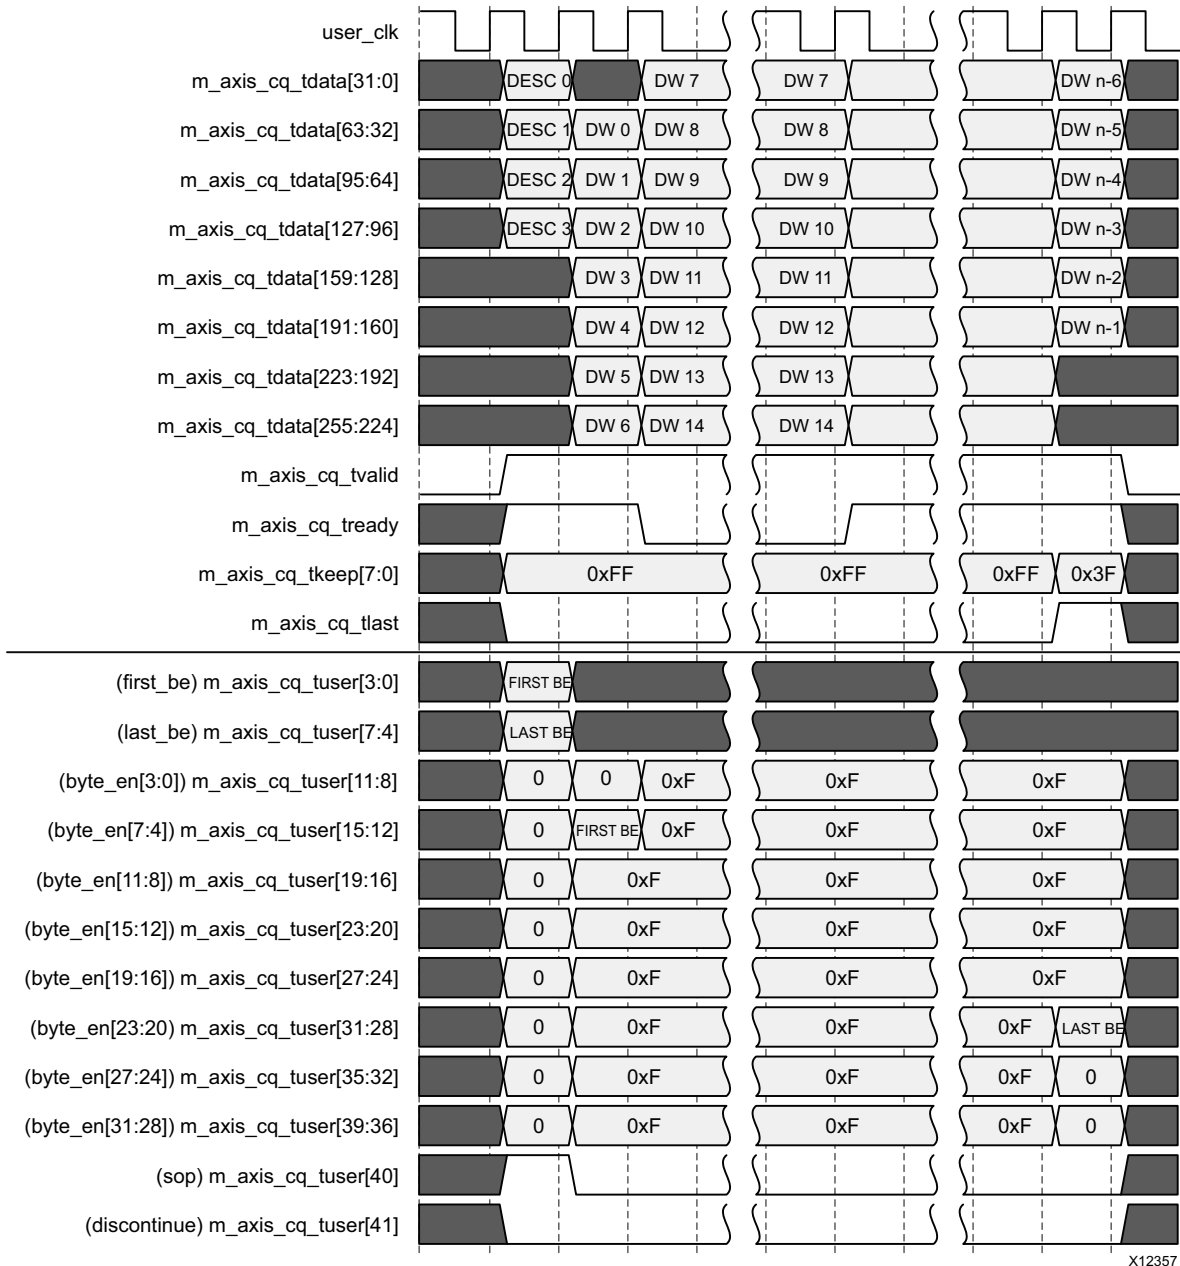 user_clk
m_axis_cq_tdata[31:0] DESC 0 DW 7 DW 7 DW n-6
m_axis_cq_tdata[63:32] DESC 1 DW 0 DW 8 DW 8 DW n-5
m_axis_cq_tdata[95:64] DESC 2 DW 1 DW 9 DW 9 DW n-4
m_axis_cq_tdata[127:96] DESC 3 DW 2 DW 10 DW 10 DW n-3
m_axis_cq_tdata[159:128] DW 3 DW 11 DW 11 DW n-2
m_axis_cq_tdata[191:160] DW 4 DW 12 DW 12 DW n-1
m_axis_cq_tdata[223:192] DW 5 DW 13 DW 13
m_axis_cq_tdata[255:224] DW 6 DW 14 DW 14
m_axis_cq_tvalid
m_axis_cq_tready
m_axis_cq_tkeep[7:0] 0xFF 0xFF 0xFF 0x3F
m_axis_cq_tlast
(first_be) m_axis_cq_tuser[3:0] FIRST BE
(last_be) m_axis_cq_tuser[7:4] LAST BE
(byte_en[3:0]) m_axis_cq_tuser[11:8] 0 0 0xF 0xF 0xF
(byte_en[7:4]) m_axis_cq_tuser[15:12] 0 FIRST BE 0xF 0xF 0xF
(byte_en[11:8]) m_axis_cq_tuser[19:16] 0 0xF 0xF 0xF
(byte_en[15:12]) m_axis_cq_tuser[23:20] 0 0xF 0xF 0xF
(byte_en[19:16]) m_axis_cq_tuser[27:24] 0 0xF 0xF 0xF
(byte_en[23:20) m_axis_cq_tuser[31:28] 0 0xF 0xF 0xF LAST BE
(byte_en[27:24]) m_axis_cq_tuser[35:32] 0 0xF 0xF 0xF 0
(byte_en[31:28]) m_axis_cq_tuser[39:36] 0 0xF 0xF 0xF 0
(sop) m_axis_cq_tuser[40]
(discontinue) m_axis_cq_tuser[41]
X12357